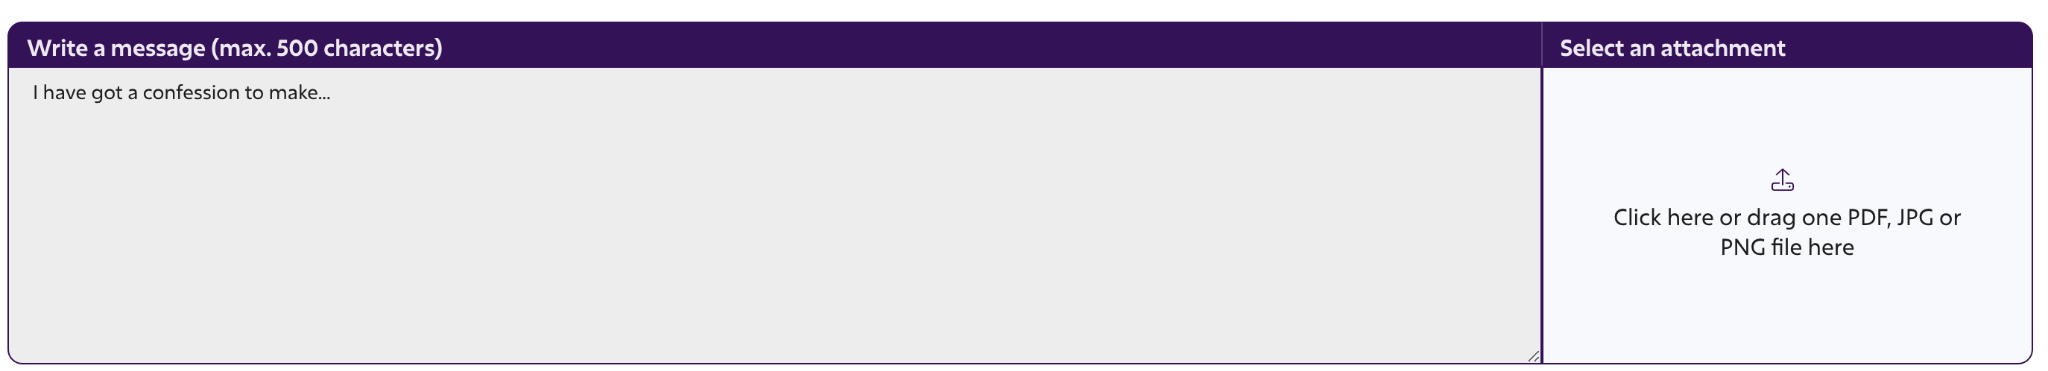 Write a message (max. 500 characters)
Select an attachment
I have got a confession to make...
Click here or drag one PDF, JPG or
PNG file here